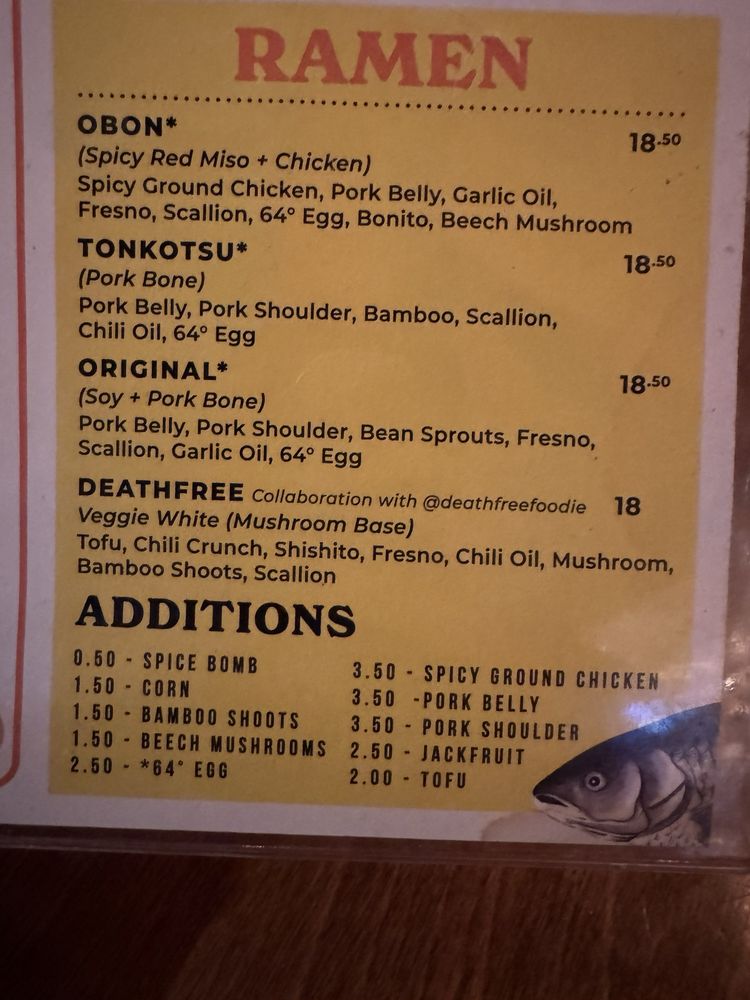 RAMEN
OBON* 18.50
(Spicy Red Miso + Chicken)
Spicy Ground Chicken, Pork Belly, Garlic Oil,
Fresno, Scallion, 64° Egg, Bonito, Beech Mushroom
TONKOTSU* 18.50
(Pork Bone)
Pork Belly, Pork Shoulder, Bamboo, Scallion,
Chili Oil, 64° Egg
ORIGINAL* 18.50
(Soy + Pork Bone)
Pork Belly, Pork Shoulder, Bean Sprouts, Fresno,
Scallion, Garlic Oil, 64° Egg
DEATHFREE Collaboration with @deathfreefoodie 18
Veggie White (Mushroom Base)
Tofu, Chili Crunch, Shishito, Fresno, Chili Oil, Mushroom,
Bamboo Shoots, Scallion
ADDITIONS
0.50 - SPICE BOMB
1.50 - CORN
1.50 - BAMBOO SHOOTS
1.50 - BEECH MUSHROOMS
2.50 - *64° EGG
3.50 - SPICY GROUND CHICKEN
3.50 -PORK BELLY
3.50 - PORK SHOULDER
2.50 - JACKFRUIT
2.00 - TOFU